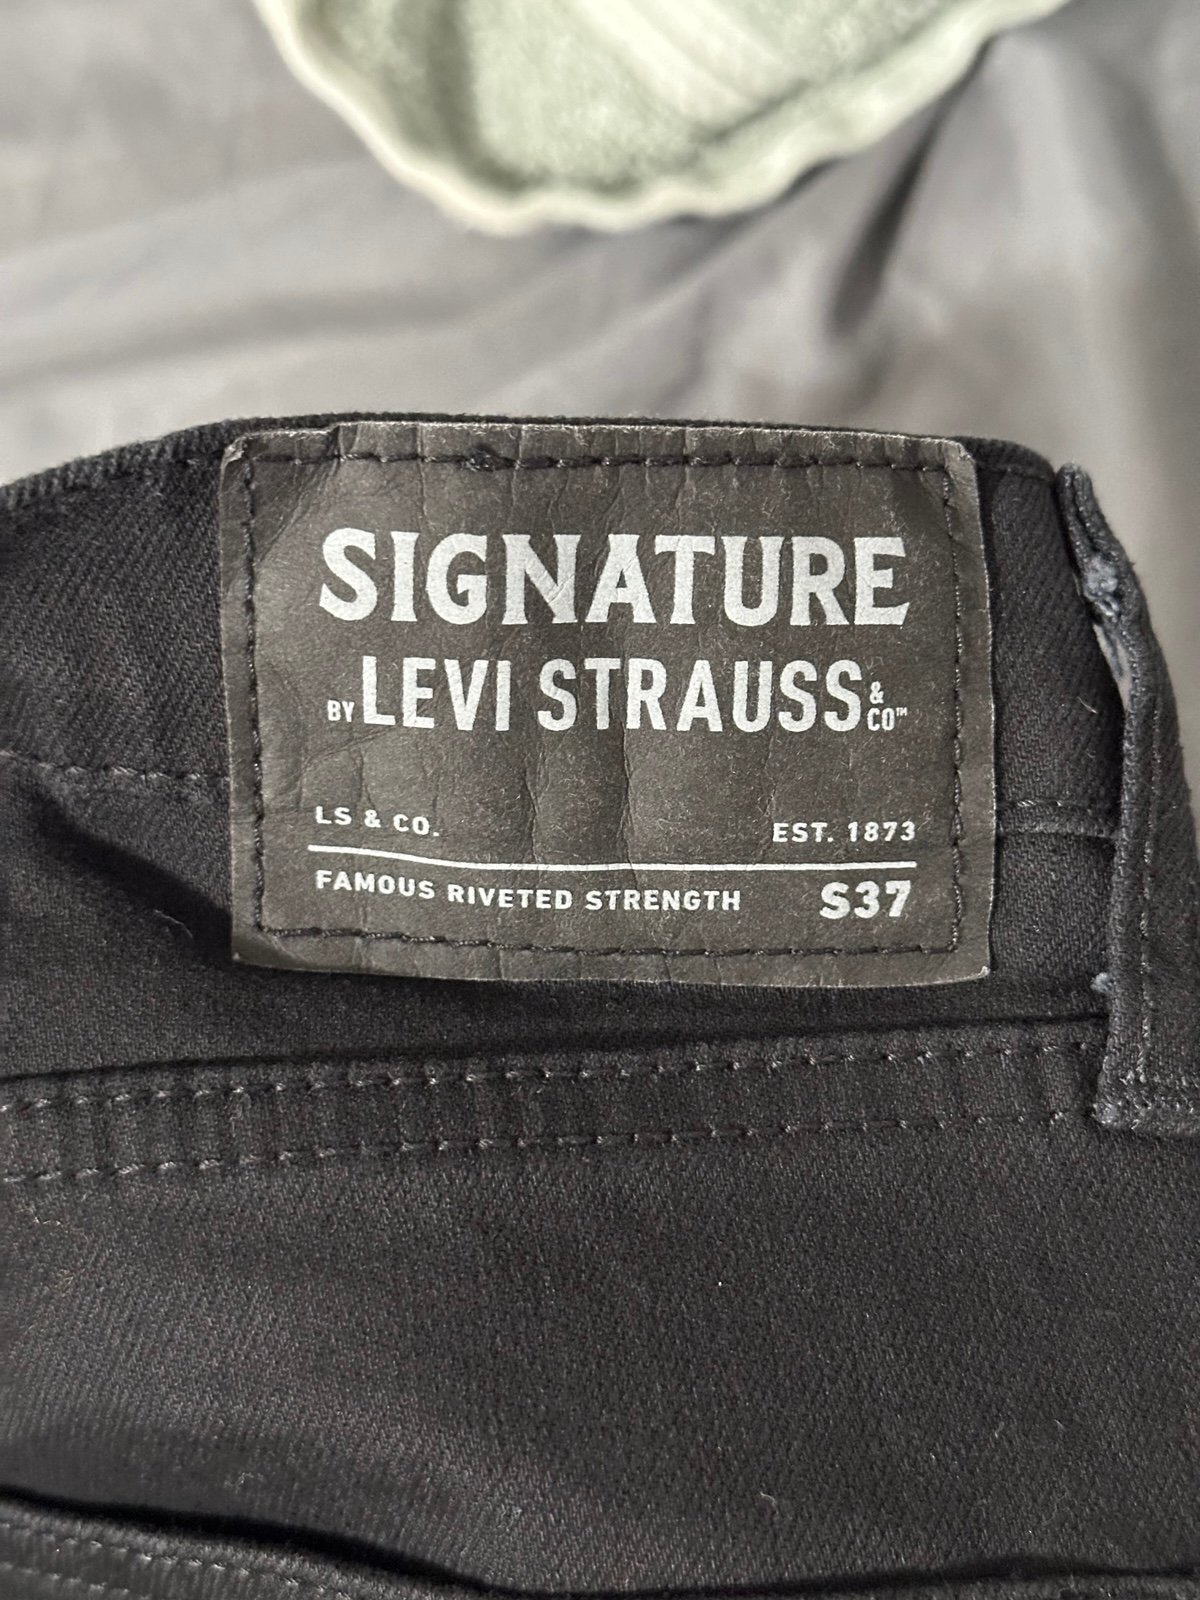 SIGNATURE
BY LEVI STRAUSS & CO™
LS & CO. EST. 1873
FAMOUS RIVETED STRENGTH S37